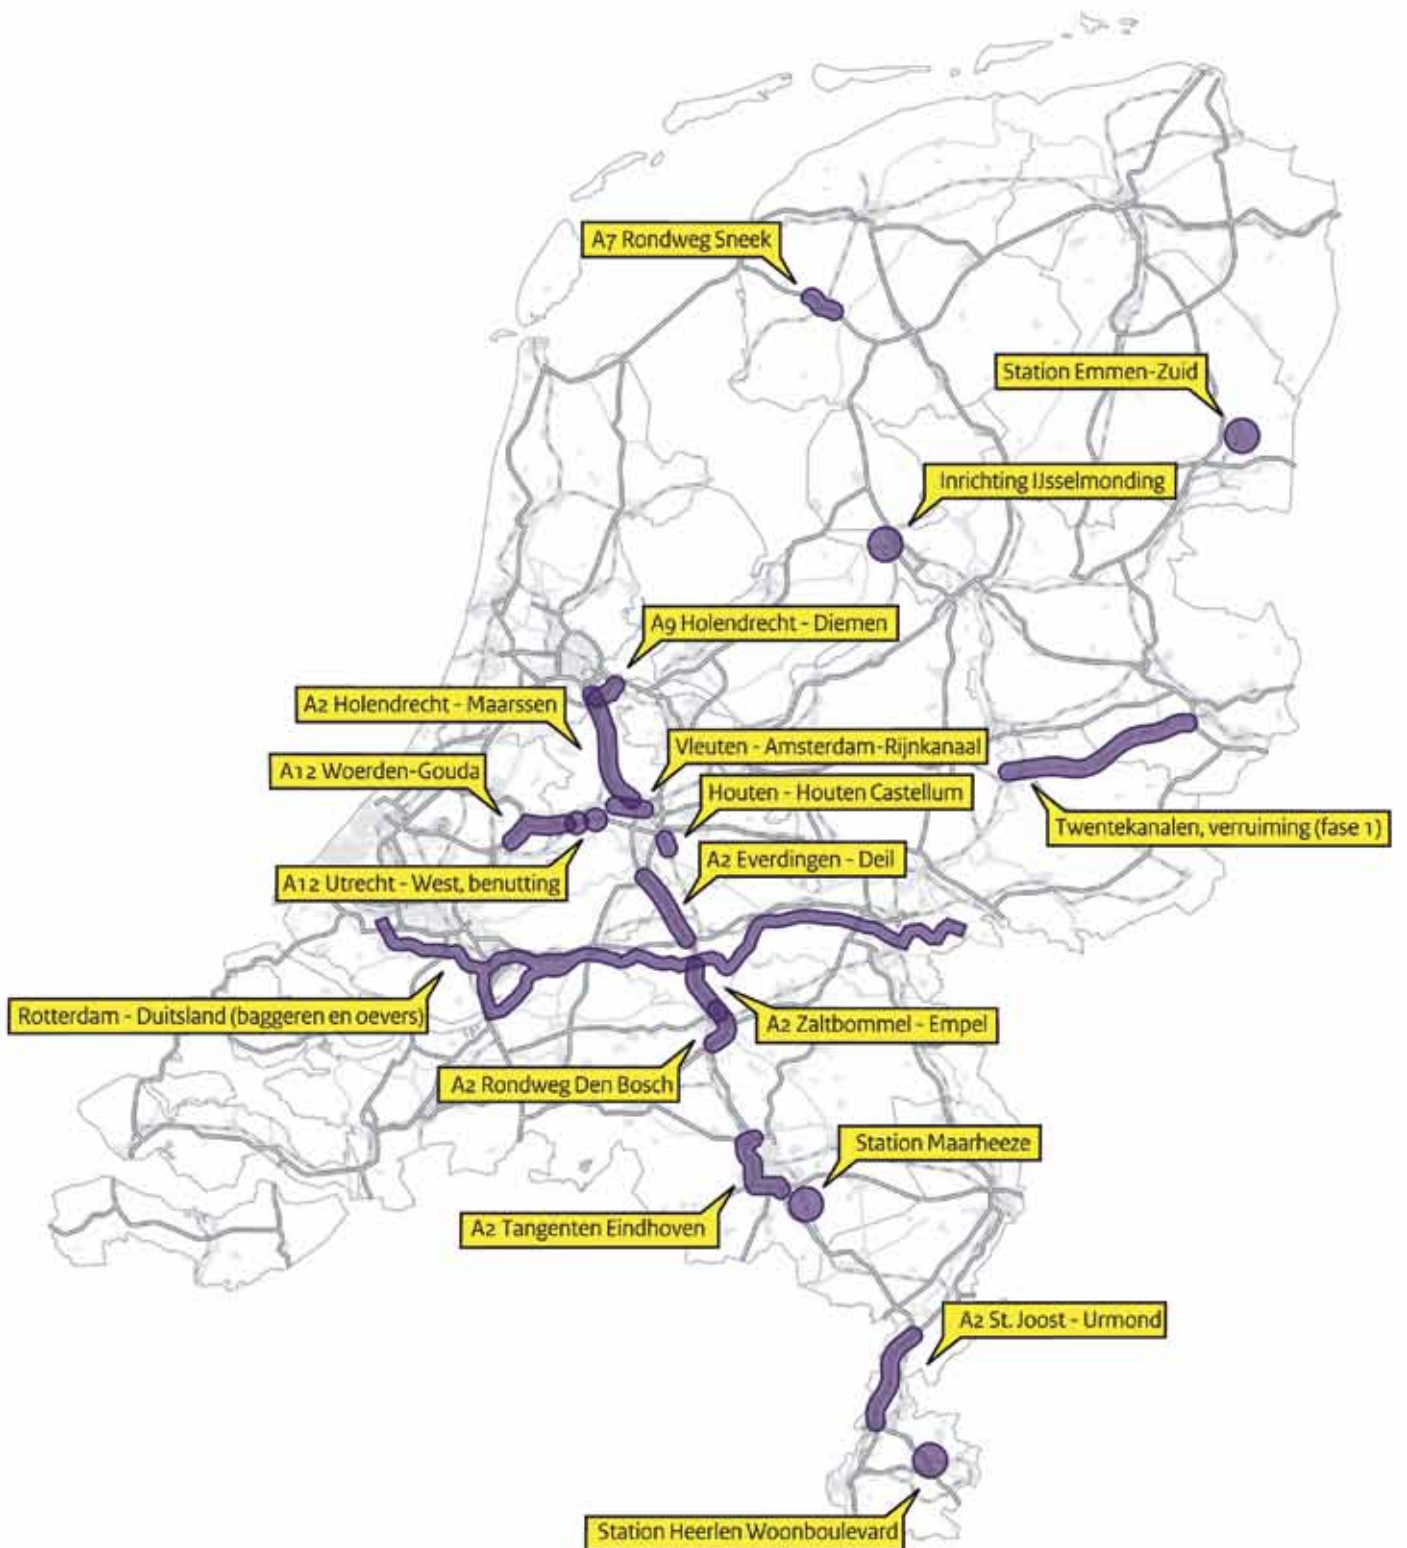 A7 Rondweg Sneek
Station Emmen-Zuid
Inrichting IJsselmonding
A9 Holendrecht - Diemen
A2 Holendrecht - Maarssen
Vleuten - Amsterdam-Rijnkanaal
A12 Woerden-Gouda
Houten - Houten Castellum
Twentekanalen, verruiming (fase 1)
A2 Everdingen - Deil
A12 Utrecht - West, benutting
Rotterdam - Duitsland (baggeren en oevers)
A2 Zaltbommel - Empel
A2 Rondweg Den Bosch
Station Maarheeze
A2 Tangenten Eindhoven
A2 St. Joost - Urmond
Station Heerlen Woonboulevard